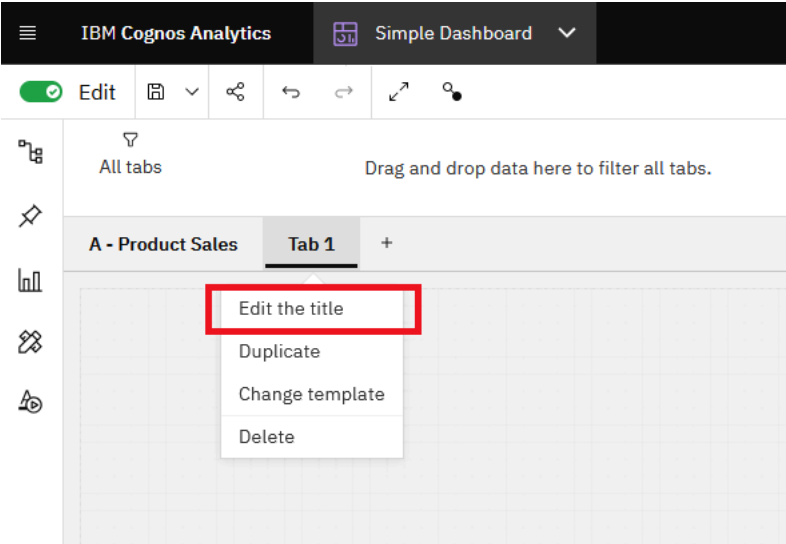 IBM Cognos Analytics
Simple Dashboard
Edit
All tabs
Drag and drop data here to filter all tabs.
A - Product Sales
Tab 1
+
Edit the title
Duplicate
Change template
Delete